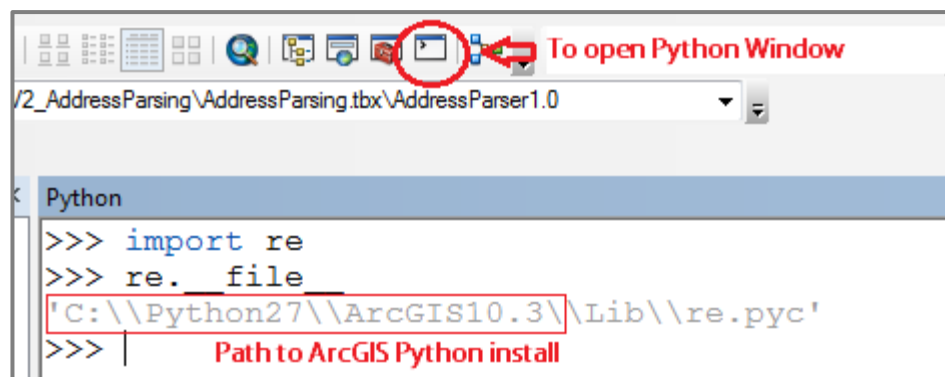 To open Python Window
/2_AddressParsing\AddressParsing.tbx\AddressParser1.0
Python
>>> import re
>>> re.__file__
'C:\\Python27\\ArcGIS10.3\\Lib\\re.pyc'
>>>
Path to ArcGIS Python install